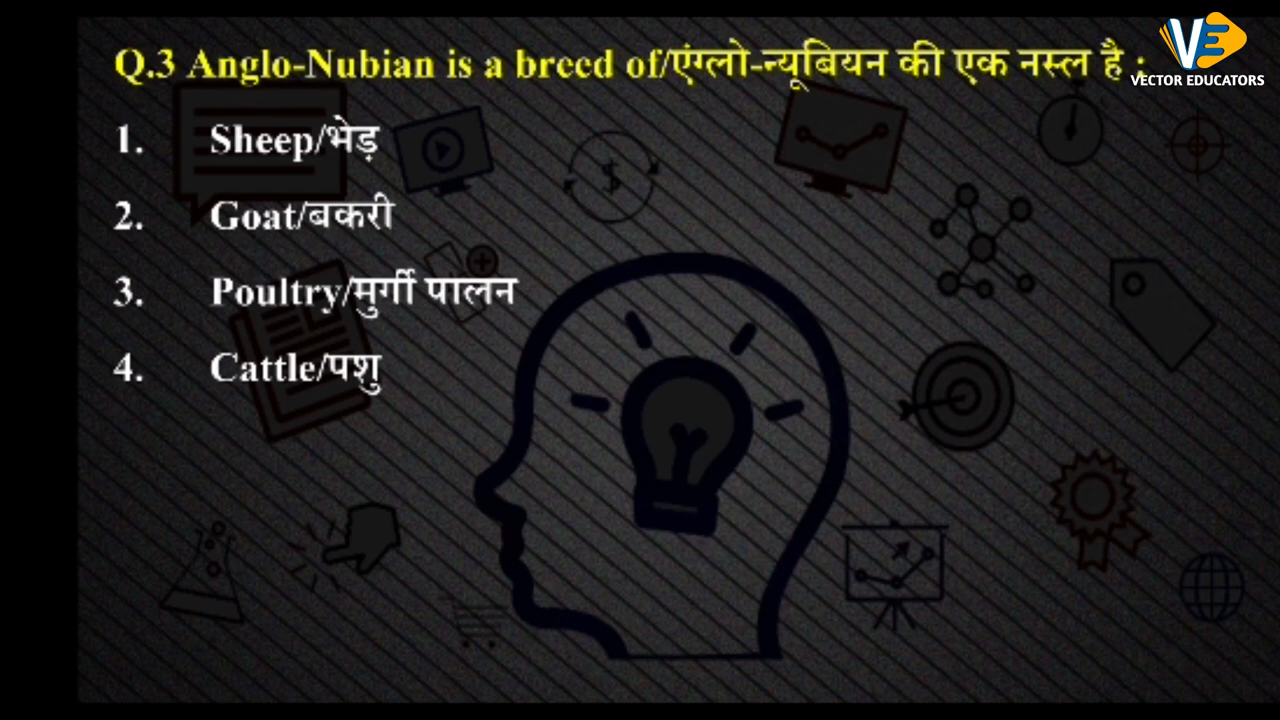 Q.3 Anglo-Nubian is a breed of/एंग्लो-न्यूबियन की एक नस्ल है :
VE
VECTOR EDUCATORS
1. Sheep/भेड़
2. Goat/बकरी
3. Poultry/मुर्गी पालन
4. Cattle/पशु